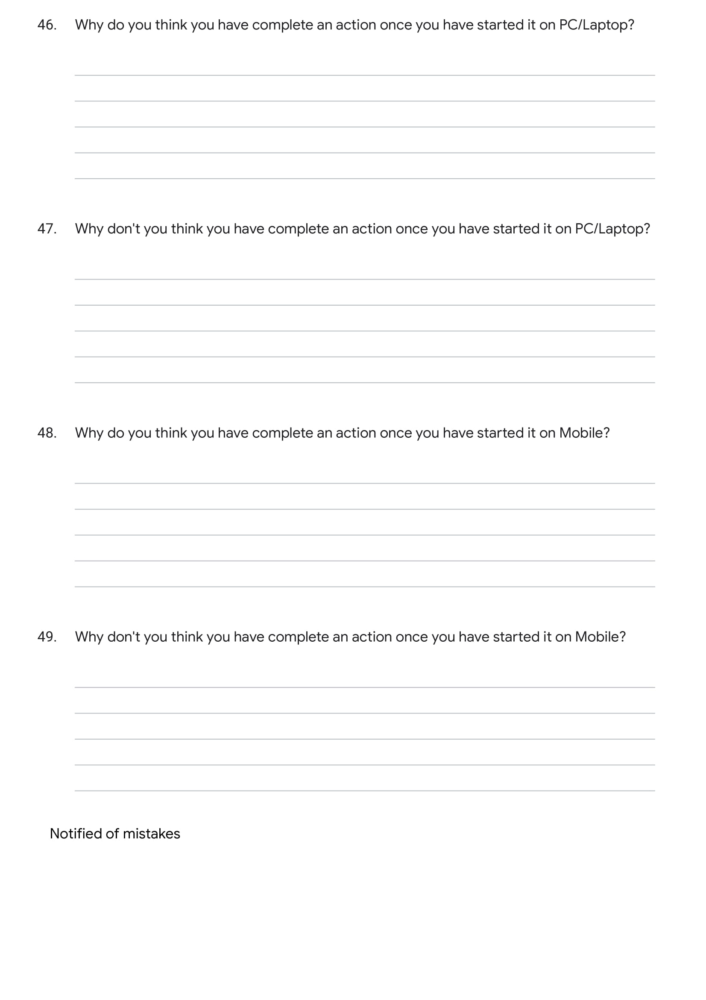 46. Why do you think you have complete an action once you have started it on PC/Laptop?
47. Why don't you think you have complete an action once you have started it on PC/Laptop?
48. Why do you think you have complete an action once you have started it on Mobile?
49. Why don't you think you have complete an action once you have started it on Mobile?
Notified of mistakes